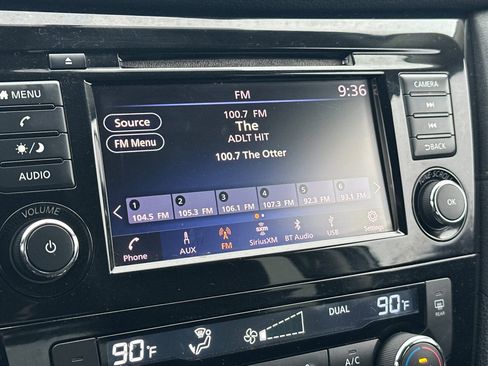 FM
9:36
MENU
CAMERA
Source
100.7 FM
The
ADLT HIT
FM Menu
100.7 The Otter
BACK
AUDIO
1 2 3 4 5 6
104.5 FM 105.3 FM 106.1 FM 107.3 FM 92.3 FM 93.1 FM
VOLUME
OK
Phone
AUX
FM
sxm
SiriusXM
BT Audio
USB
Settings
90°F
DUAL
90°F
REAR
A/C